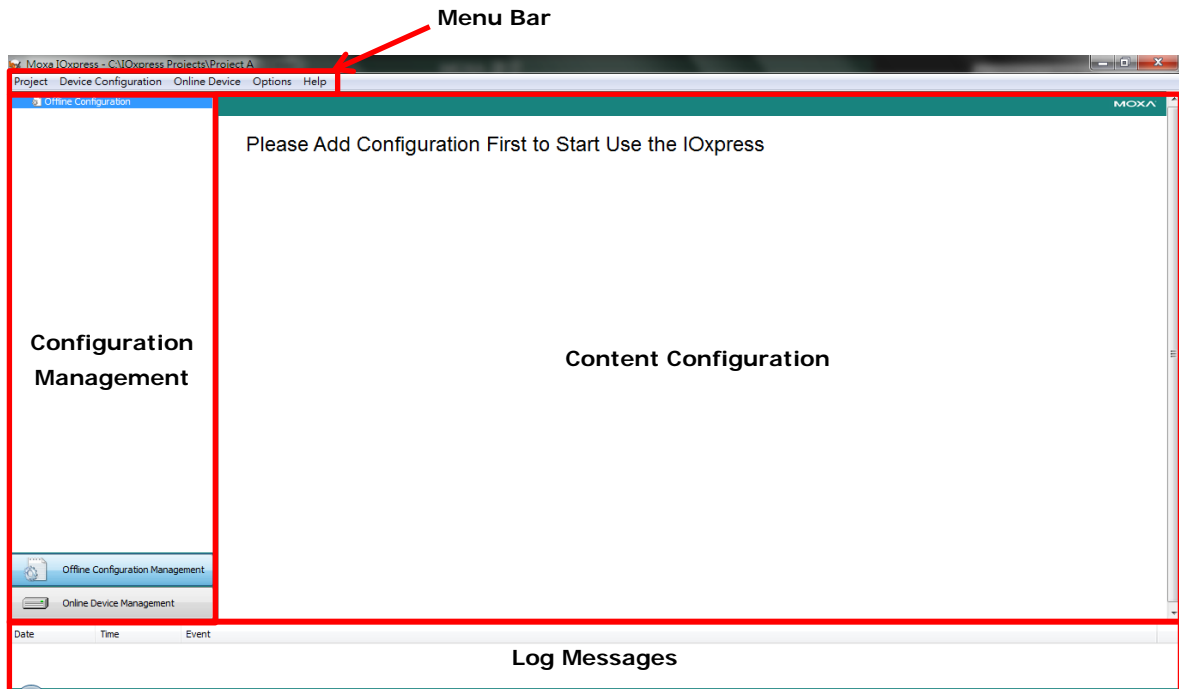 Menu Bar
Moxa IOxpress - C:\IOxpress Projects\Project A
Project Device Configuration Online Device Options Help
Offline Configuration
MOXA
Please Add Configuration First to Start Use the IOxpress
Configuration
Management
Content Configuration
Offline Configuration Management
Online Device Management
Date Time Event
Log Messages